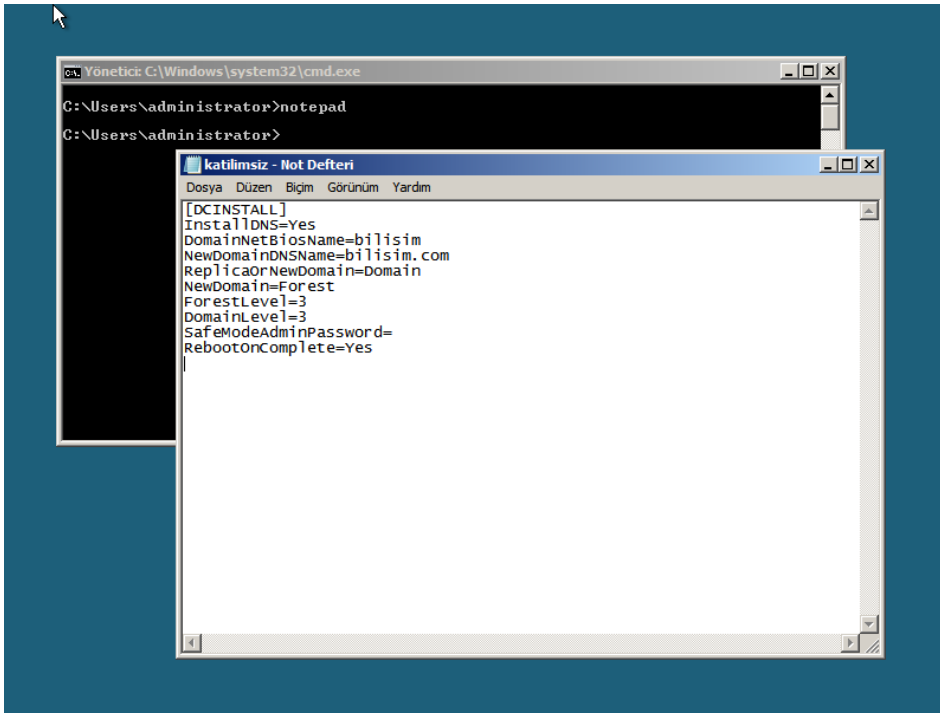 Yönetici: C:\Windows\system32\cmd.exe
C:\Users\administrator>notepad
C:\Users\administrator>
katilimsiz - Not Defteri
Dosya Düzen Biçim Görünüm Yardım
[DCINSTALL]
InstallDNS=Yes
DomainNetBiosName=bilisim
NewDomainDNSName=bilisim.com
ReplicaOrNewDomain=Domain
NewDomain=Forest
ForestLevel=3
DomainLevel=3
SafeModeAdminPassword=
RebootOnComplete=Yes